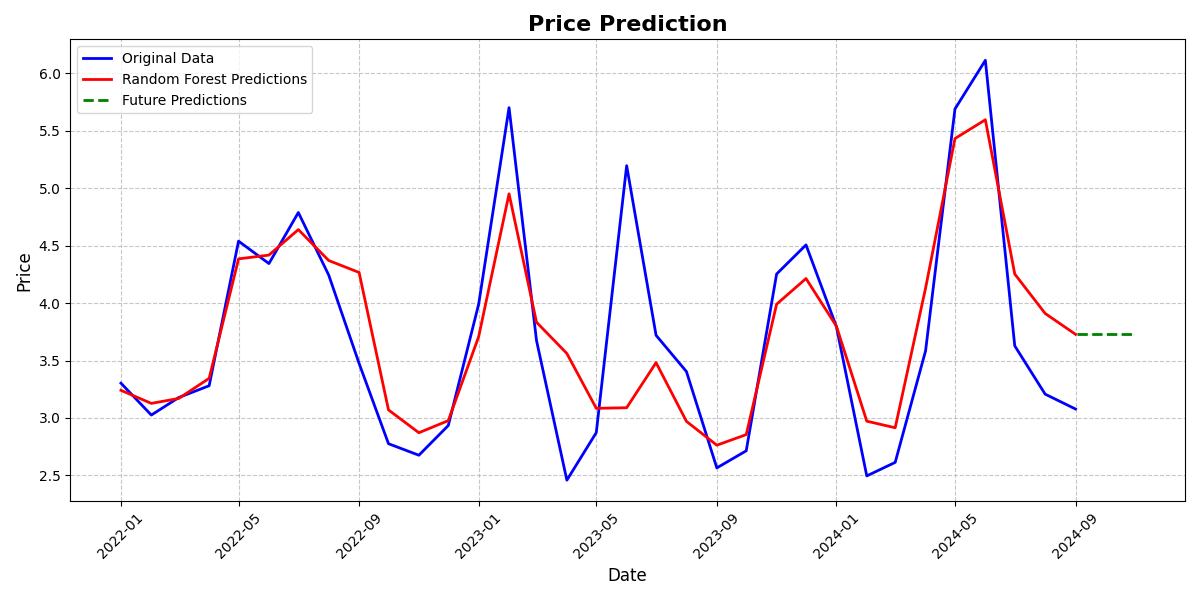 Price Prediction
Original Data
Random Forest Predictions
Future Predictions
Price
6.0
5.5
5.0
4.5
4.0
3.5
3.0
2.5
2022-01
2022-05
2022-09
2023-01
2023-05
2023-09
2024-01
2024-05
2024-09
Date